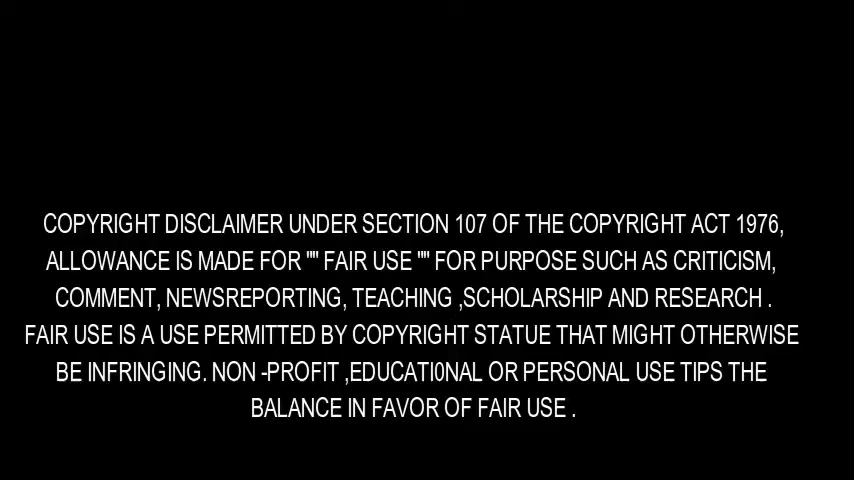 COPYRIGHT DISCLAIMER UNDER SECTION 107 OF THE COPYRIGHT ACT 1976,
ALLOWANCE IS MADE FOR "" FAIR USE "" FOR PURPOSE SUCH AS CRITICISM,
COMMENT, NEWSREPORTING, TEACHING ,SCHOLARSHIP AND RESEARCH .
FAIR USE IS A USE PERMITTED BY COPYRIGHT STATUE THAT MIGHT OTHERWISE
BE INFRINGING. NON -PROFIT ,EDUCATI0NAL OR PERSONAL USE TIPS THE
BALANCE IN FAVOR OF FAIR USE .